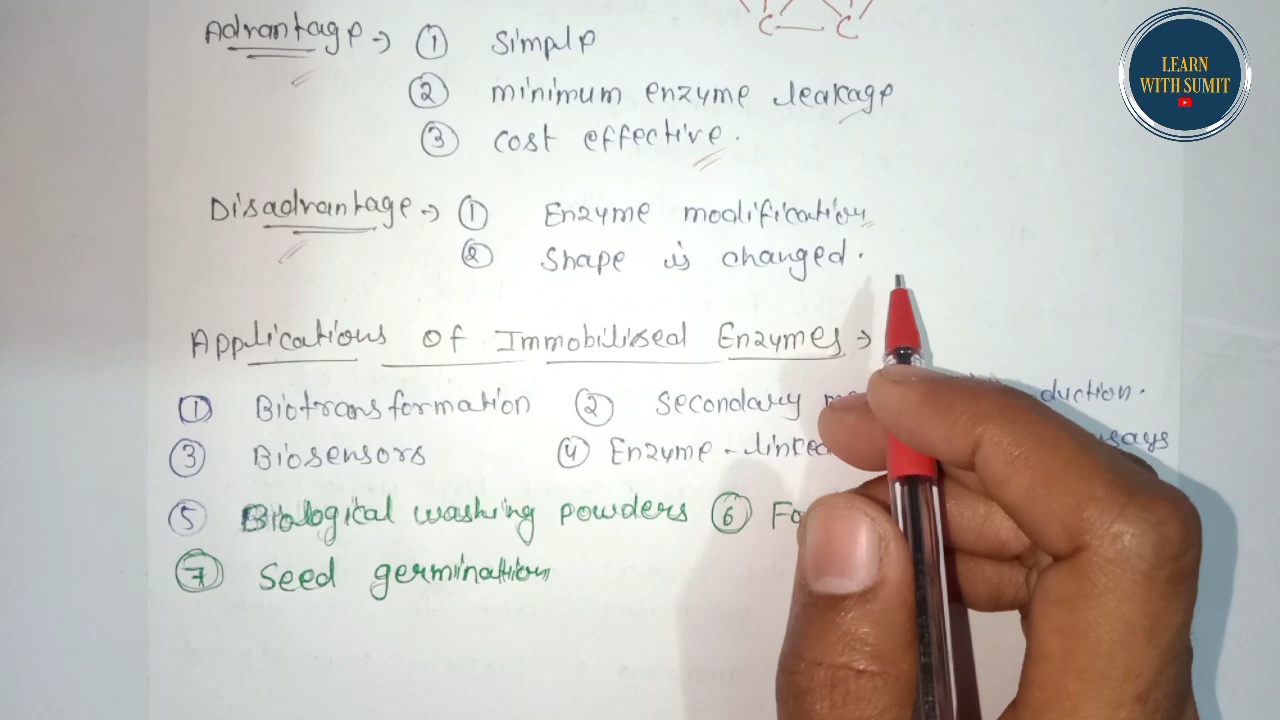 Advantage → ① Simple
② minimum enzyme leakage
③ cost effective.
Disadvantage → ① Enzyme modification
② Shape is changed.
Applications of Immobilised Enzymes →
① Biotransformation ② Secondary
③ Biosensors ④ Enzyme-linked
⑤ Biological washing powders ⑥
⑦ Seed germination
C C
LEARN
WITH SUMIT